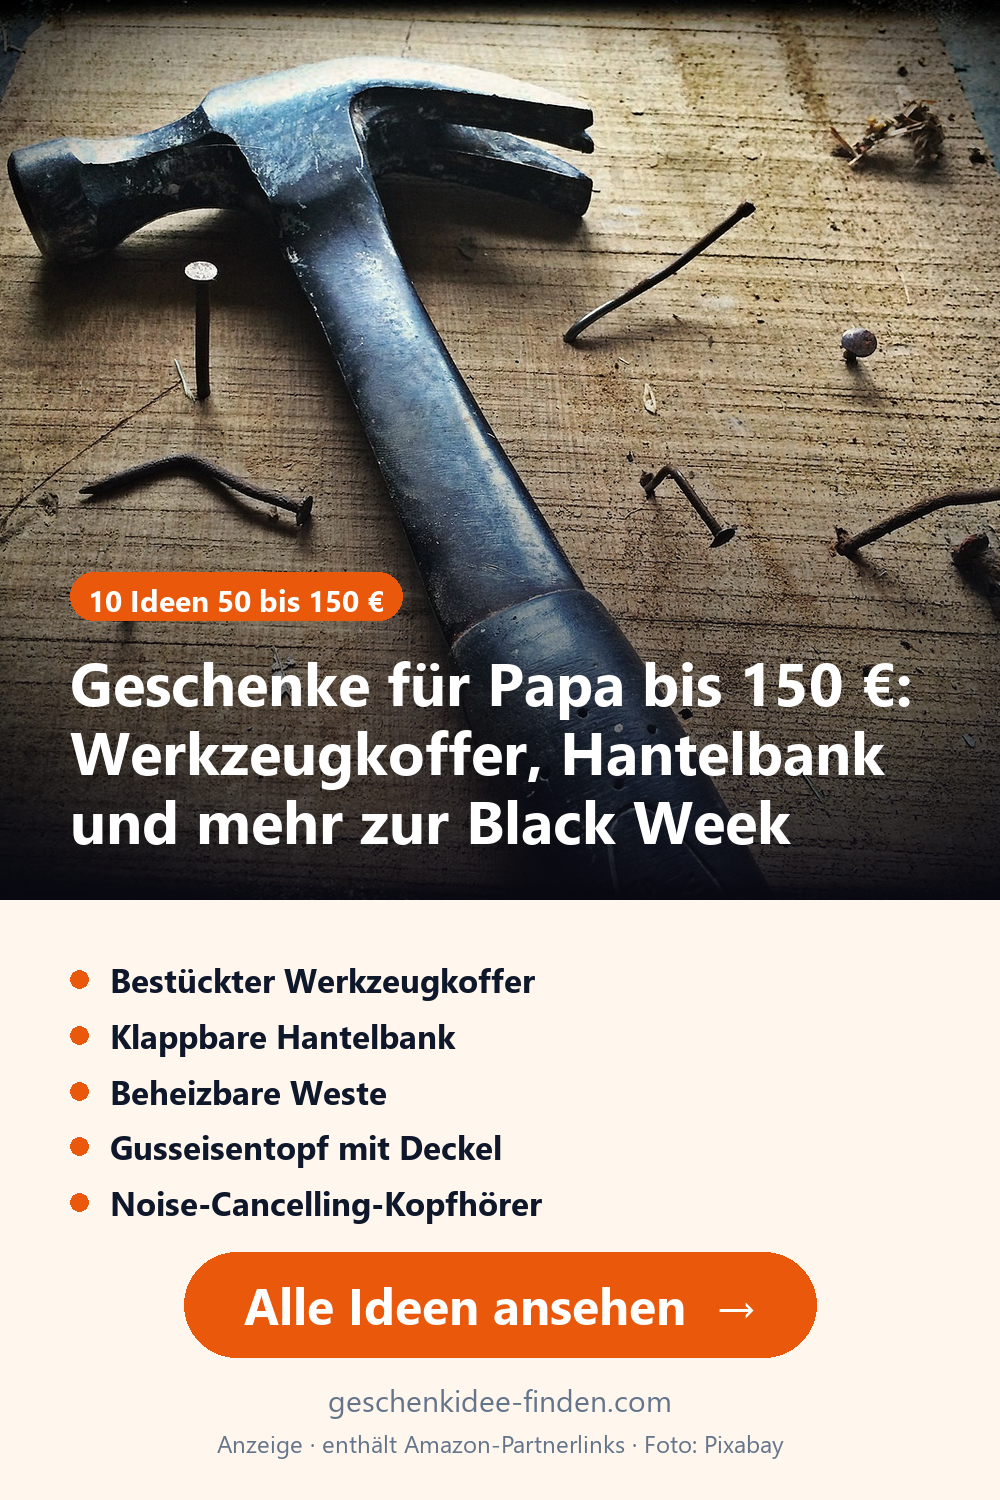 10 Ideen 50 bis 150 €
Geschenke für Papa bis 150 €:
Werkzeugkoffer, Hantelbank
und mehr zur Black Week
Bestückter Werkzeugkoffer
Klappbare Hantelbank
Beheizbare Weste
Gusseisentopf mit Deckel
Noise-Cancelling-Kopfhörer
Alle Ideen ansehen →
geschenkidee-finden.com
Anzeige · enthält Amazon-Partnerlinks · Foto: Pixabay